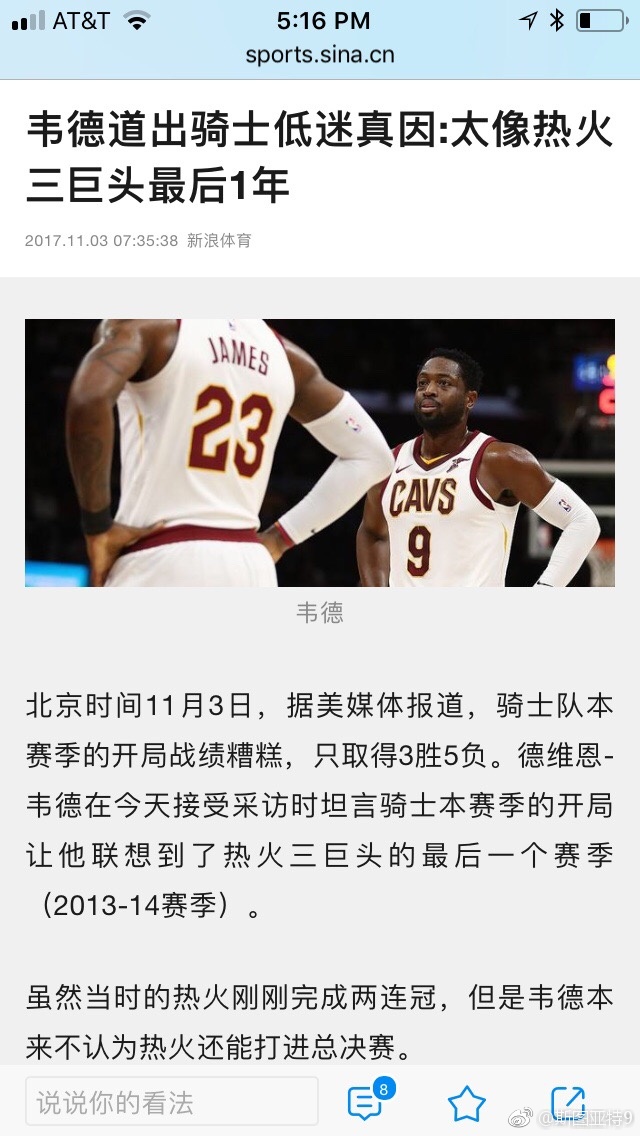 AT&T 5:16 PM
sports.sina.cn
韦德道出骑士低迷真因:太像热火
三巨头最后1年
2017.11.03 07:35:38 新浪体育
JAMES
23
CAVS
9
韦德
北京时间11月3日，据美媒体报道，骑士队本
赛季的开局战绩糟糕，只取得3胜5负。德维恩-
韦德在今天接受采访时坦言骑士本赛季的开局
让他联想到了热火三巨头的最后一个赛季
（2013-14赛季）。
虽然当时的热火刚刚完成两连冠，但是韦德本
来不认为热火还能打进总决赛。
说说你的看法
8
@斯图亚特9